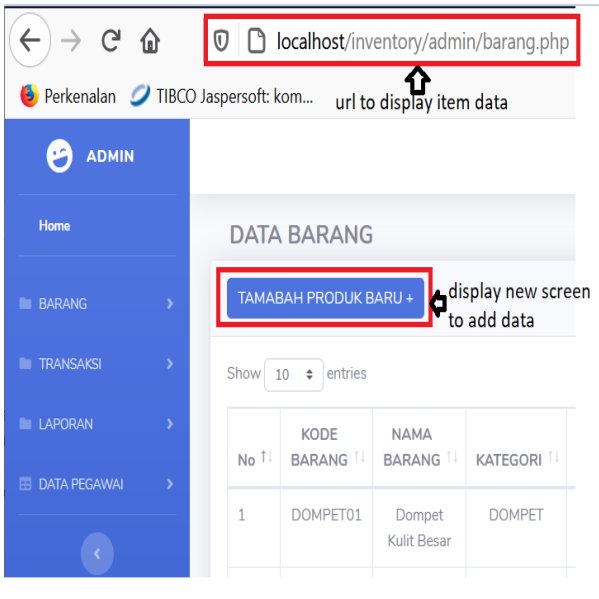 localhost/inventory/admin/barang.php
Perkenalan TIBCO Jaspersoft: kom...
url to display item data
ADMIN
Home
BARANG
TRANSAKSI
LAPORAN
DATA PEGAWAI
DATA BARANG
TAMABAH PRODUK BARU +
display new screen
to add data
Show 10 entries
No
KODE
BARANG
NAMA
BARANG
KATEGORI
1
DOMPET01
Dompet
Kulit Besar
DOMPET